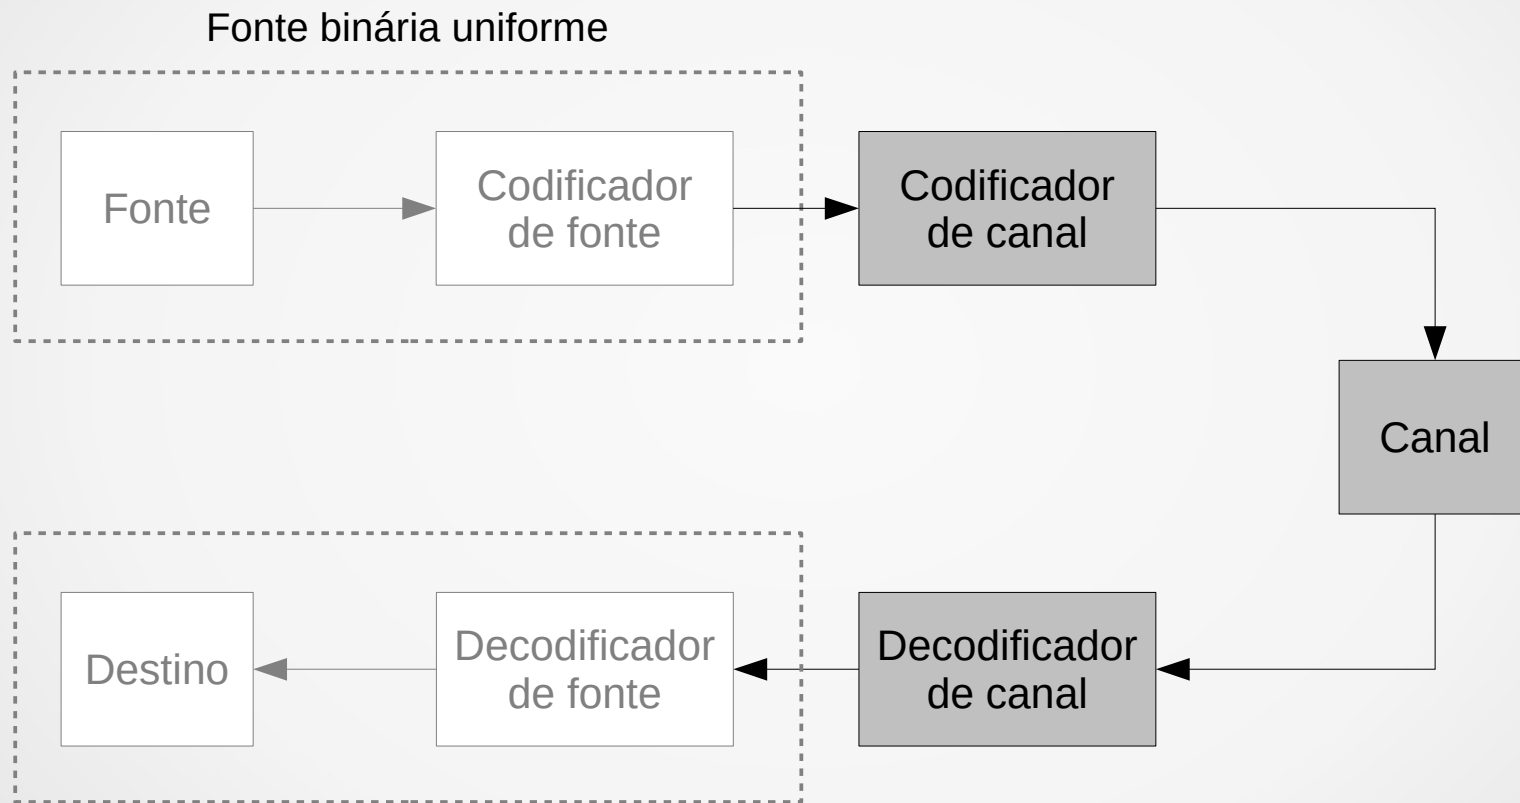 Fonte binária uniforme
Fonte
Codificador
de fonte
Codificador
de canal
Canal
Destino
Decodificador
de fonte
Decodificador
de canal